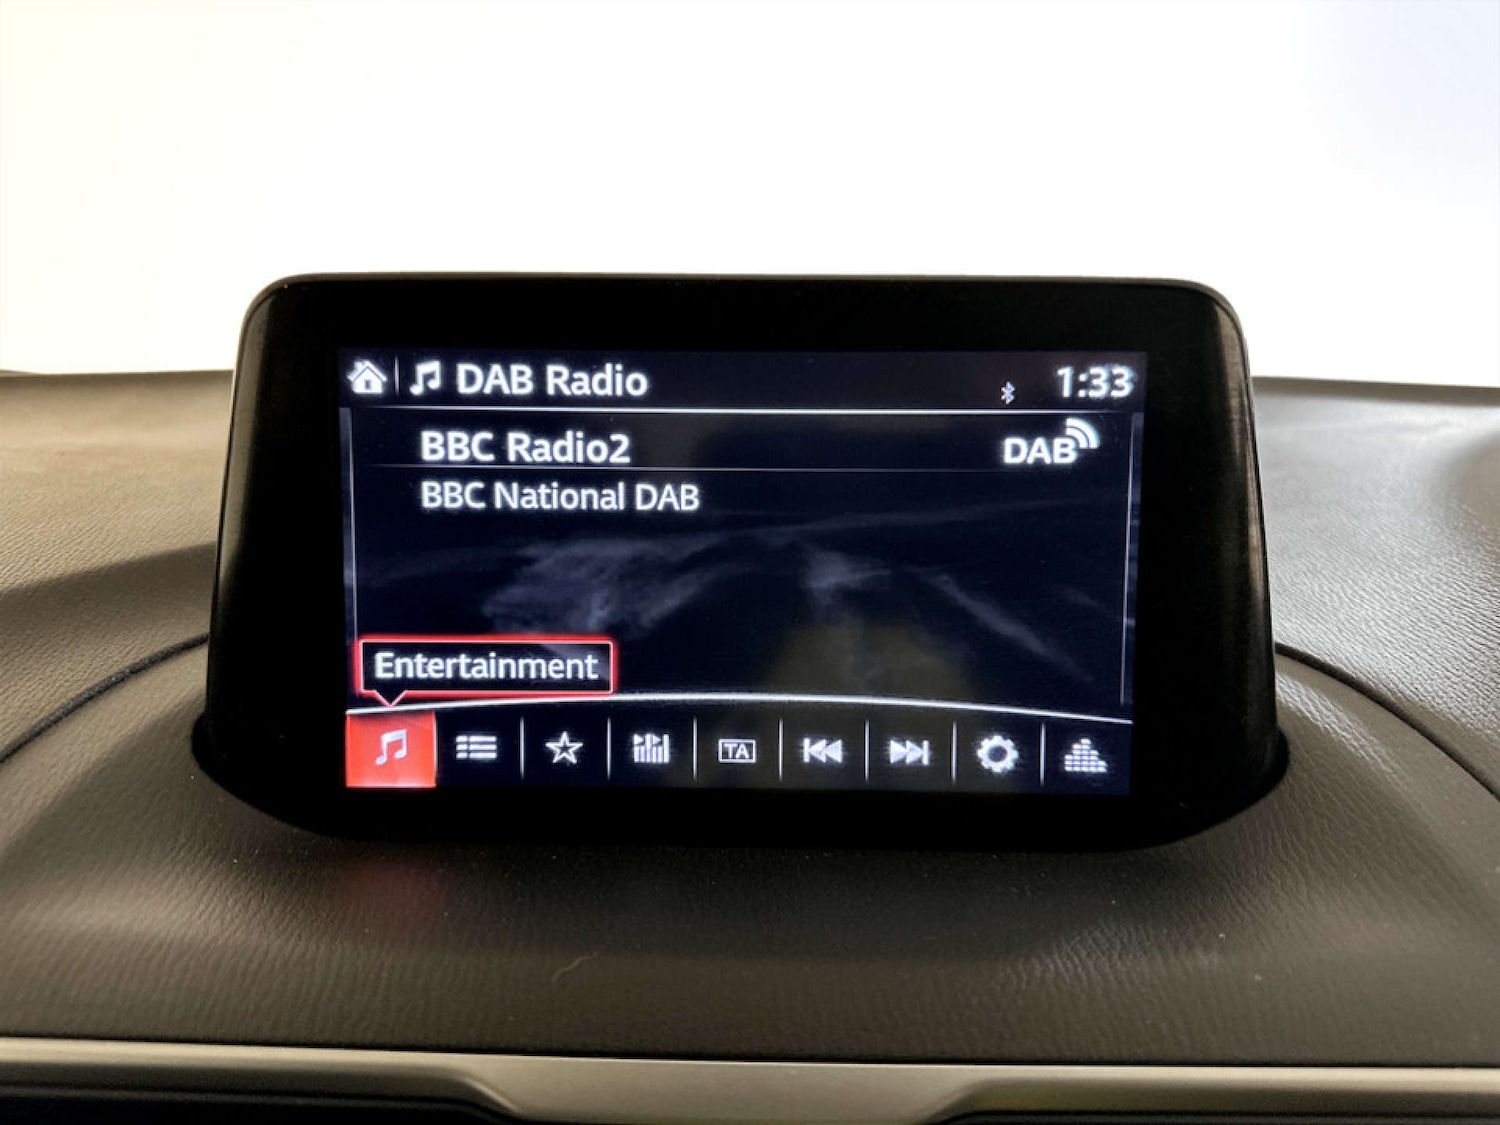 DAB Radio 1:33
BBC Radio2 DAB
BBC National DAB
Entertainment
TA